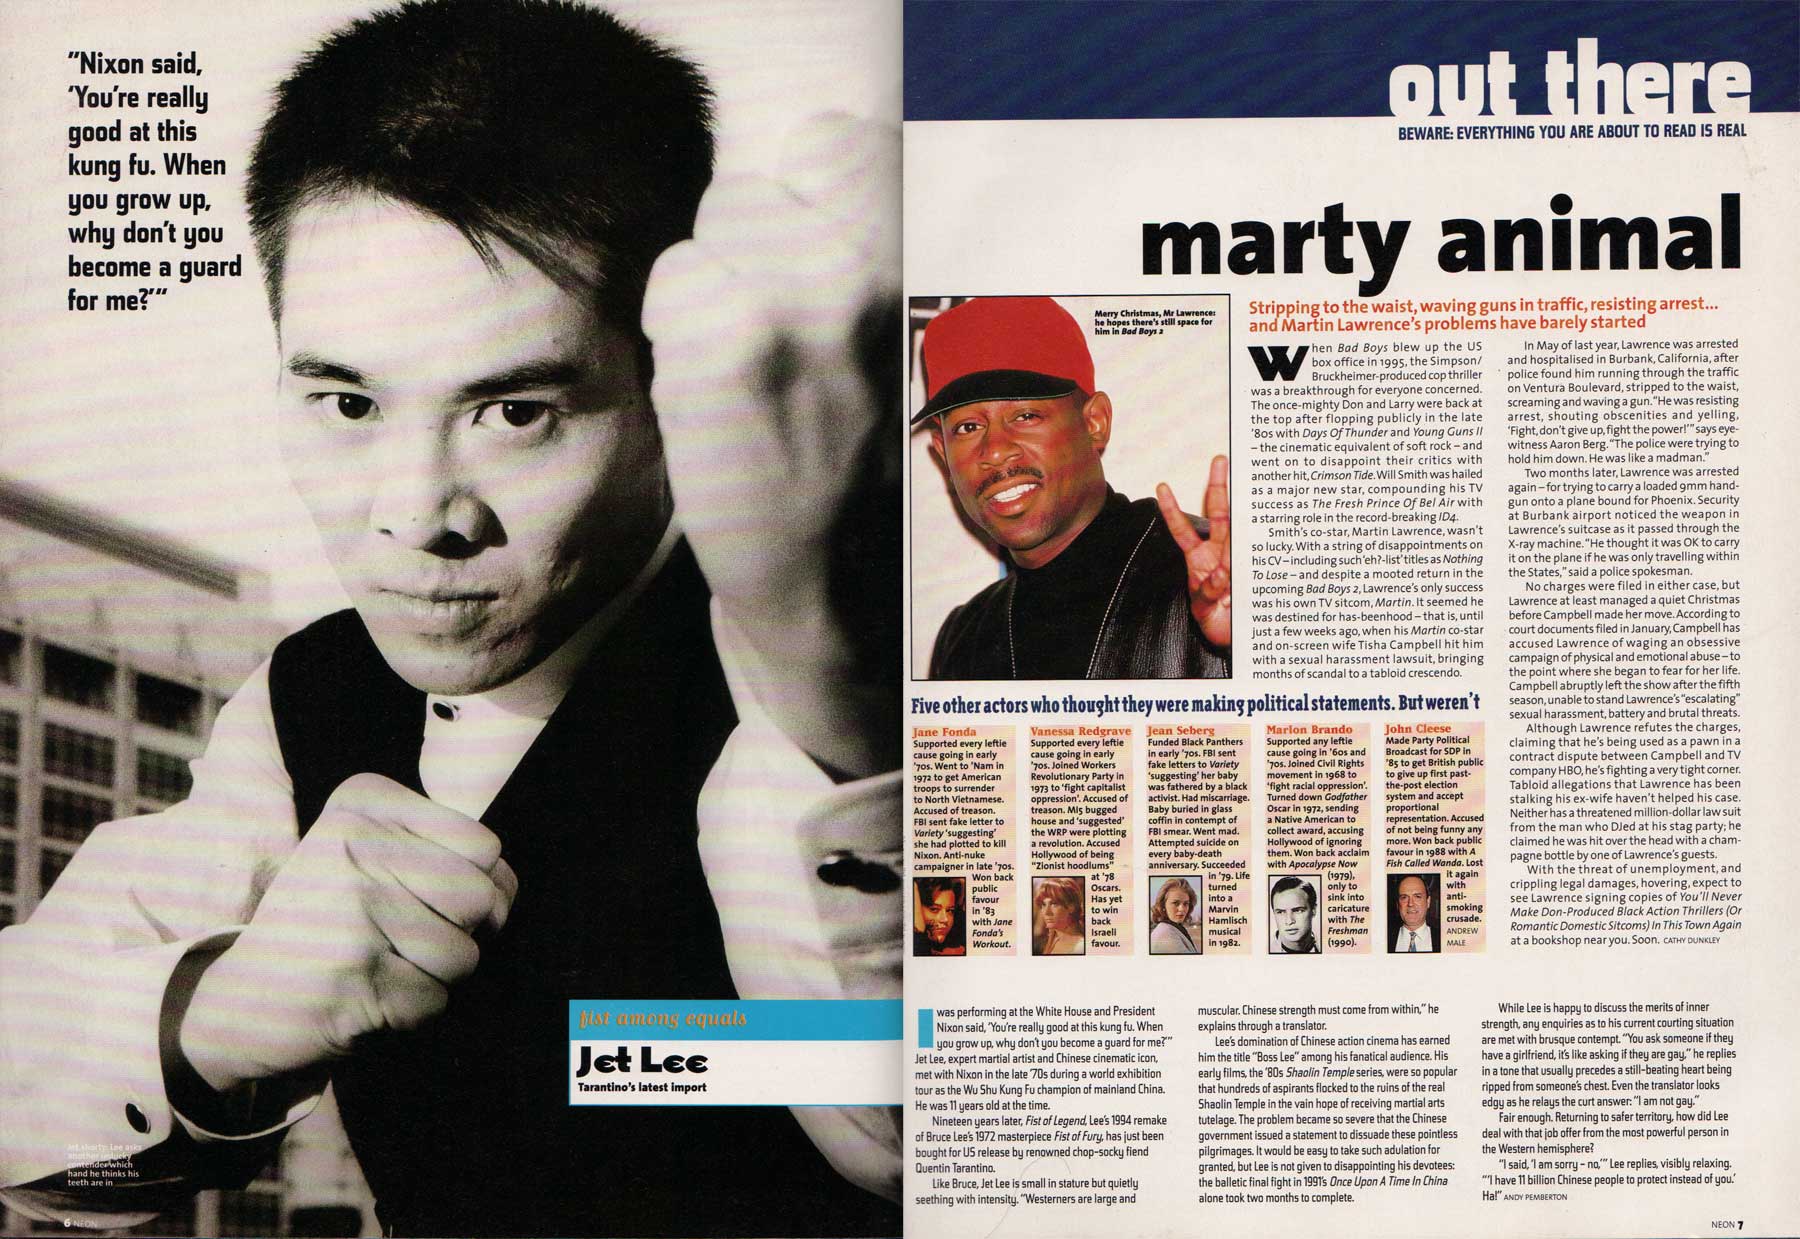 "Nixon said,
'You're really
good at this
kung fu. When
you grow up,
why don't you
become a guard
for me?'"
fist among equals
Jet Lee
Tarantino's latest import
Jet shorty: Lee asks
another unlucky
contender which
hand he thinks his
teeth are in
6 NEON
out there
BEWARE: EVERYTHING YOU ARE ABOUT TO READ IS REAL
marty animal
Merry Christmas, Mr Lawrence:
he hopes there's still space for
him in Bad Boys 2
Stripping to the waist, waving guns in traffic, resisting arrest...
and Martin Lawrence's problems have barely started
When Bad Boys blew up the US
box office in 1995, the Simpson/
Bruckheimer-produced cop thriller
was a breakthrough for everyone concerned.
The once-mighty Don and Larry were back at
the top after flopping publicly in the late
'80s with Days Of Thunder and Young Guns II
– the cinematic equivalent of soft rock – and
went on to disappoint their critics with
another hit, Crimson Tide. Will Smith was hailed
as a major new star, compounding his TV
success as The Fresh Prince Of Bel Air with
a starring role in the record-breaking ID4.
Smith's co-star, Martin Lawrence, wasn't
so lucky. With a string of disappointments on
his CV – including such 'eh?-list' titles as Nothing
To Lose – and despite a mooted return in the
upcoming Bad Boys 2, Lawrence's only success
was his own TV sitcom, Martin. It seemed he
was destined for has-beenhood – that is, until
just a few weeks ago, when his Martin co-star
and on-screen wife Tisha Campbell hit him
with a sexual harassment lawsuit, bringing
months of scandal to a tabloid crescendo.
In May of last year, Lawrence was arrested
and hospitalised in Burbank, California, after
police found him running through the traffic
on Ventura Boulevard, stripped to the waist,
screaming and waving a gun. "He was resisting
arrest, shouting obscenities and yelling,
'Fight, don't give up, fight the power!'" says eye-
witness Aaron Berg. "The police were trying to
hold him down. He was like a madman."
Two months later, Lawrence was arrested
again – for trying to carry a loaded 9mm hand-
gun onto a plane bound for Phoenix. Security
at Burbank airport noticed the weapon in
Lawrence's suitcase as it passed through the
X-ray machine. "He thought it was OK to carry
it on the plane if he was only travelling within
the States," said a police spokesman.
No charges were filed in either case, but
Lawrence at least managed a quiet Christmas
before Campbell made her move. According to
court documents filed in January, Campbell has
accused Lawrence of waging an obsessive
campaign of physical and emotional abuse – to
the point where she began to fear for her life.
Campbell abruptly left the show after the fifth
season, unable to stand Lawrence's "escalating"
sexual harassment, battery and brutal threats.
Although Lawrence refutes the charges,
claiming that he's being used as a pawn in a
contract dispute between Campbell and TV
company HBO, he's fighting a very tight corner.
Tabloid allegations that Lawrence has been
stalking his ex-wife haven't helped his case.
Neither has a threatened million-dollar law suit
from the man who DJed at his stag party; he
claimed he was hit over the head with a cham-
pagne bottle by one of Lawrence's guests.
With the threat of unemployment, and
crippling legal damages, hovering, expect to
see Lawrence signing copies of You'll Never
Make Don-Produced Black Action Thrillers (Or
Romantic Domestic Sitcoms) In This Town Again
at a bookshop near you. Soon. CATHY DUNKLEY
Five other actors who thought they were making political statements. But weren't
Jane Fonda
Supported every leftie
cause going in early
'70s. Went to 'Nam in
1972 to get American
troops to surrender
to North Vietnamese.
Accused of treason.
FBI sent fake letter to
Variety 'suggesting'
she had plotted to kill
Nixon. Anti-nuke
campaigner in late '70s.
Won back
public
favour
in '83
with Jane
Fonda's
Workout.
Vanessa Redgrave
Supported every leftie
cause going in early
'70s. Joined Workers
Revolutionary Party in
1973 to 'fight capitalist
oppression'. Accused of
treason. MI5 bugged
house and 'suggested'
the WRP were plotting
a revolution. Accused
Hollywood of being
"Zionist hoodlums"
at '78
Oscars.
Has yet
to win
back
Israeli
favour.
Jean Seberg
Funded Black Panthers
in early '70s. FBI sent
fake letters to Variety
'suggesting' her baby
was fathered by a black
activist. Had miscarriage.
Baby buried in glass
coffin in contempt of
FBI smear. Went mad.
Attempted suicide on
every baby-death
anniversary. Succeeded
in '79. Life
turned
into a
Marvin
Hamlisch
musical
in 1982.
Marlon Brando
Supported any leftie
cause going in '60s and
'70s. Joined Civil Rights
movement in 1968 to
'fight racial oppression'.
Turned down Godfather
Oscar in 1972, sending
a Native American to
collect award, accusing
Hollywood of ignoring
them. Won back acclaim
with Apocalypse Now
(1979),
only to
sink into
caricature
with The
Freshman
(1990).
John Cleese
Made Party Political
Broadcast for SDP in
'85 to get British public
to give up first past-
the-post election
system and accept
proportional
representation. Accused
of not being funny any
more. Won back public
favour in 1988 with A
Fish Called Wanda. Lost
it again
with
anti-
smoking
crusade.
ANDREW
MALE
I was performing at the White House and President
Nixon said, 'You're really good at this kung fu. When
you grow up, why don't you become a guard for me?'"
Jet Lee, expert martial artist and Chinese cinematic icon,
met with Nixon in the late '70s during a world exhibition
tour as the Wu Shu Kung Fu champion of mainland China.
He was 11 years old at the time.
Nineteen years later, Fist of Legend, Lee's 1994 remake
of Bruce Lee's 1972 masterpiece Fist of Fury, has just been
bought for US release by renowned chop-socky fiend
Quentin Tarantino.
Like Bruce, Jet Lee is small in stature but quietly
seething with intensity. "Westerners are large and
muscular. Chinese strength must come from within," he
explains through a translator.
Lee's domination of Chinese action cinema has earned
him the title "Boss Lee" among his fanatical audience. His
early films, the '80s Shaolin Temple series, were so popular
that hundreds of aspirants flocked to the ruins of the real
Shaolin Temple in the vain hope of receiving martial arts
tutelage. The problem became so severe that the Chinese
government issued a statement to dissuade these pointless
pilgrimages. It would be easy to take such adulation for
granted, but Lee is not given to disappointing his devotees:
the balletic final fight in 1991's Once Upon A Time In China
alone took two months to complete.
While Lee is happy to discuss the merits of inner
strength, any enquiries as to his current courting situation
are met with brusque contempt. "You ask someone if they
have a girlfriend, it's like asking if they are gay," he replies
in a tone that usually precedes a still-beating heart being
ripped from someone's chest. Even the translator looks
edgy as he relays the curt answer: "I am not gay."
Fair enough. Returning to safer territory, how did Lee
deal with that job offer from the most powerful person in
the Western hemisphere?
"I said, 'I am sorry – no,'" Lee replies, visibly relaxing.
"'I have 11 billion Chinese people to protect instead of you.'
Ha!" ANDY PEMBERTON
NEON 7